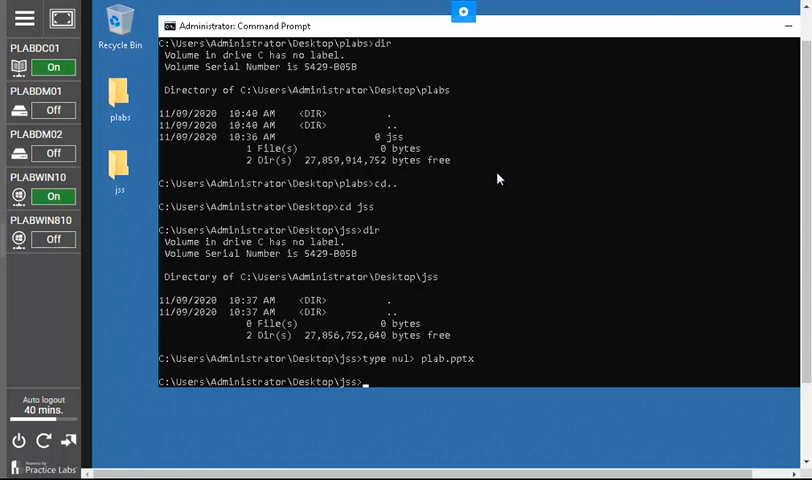 PLABDC01
On
PLABDM01
Off
PLABDM02
Off
PLABWIN10
On
PLABWIN810
Off
Auto logout
40 mins.
Powered by
Practice Labs
Recycle Bin
plabs
jss
Administrator: Command Prompt
C:\Users\Administrator\Desktop\plabs>dir
Volume in drive C has no label.
Volume Serial Number is 5429-B05B
Directory of C:\Users\Administrator\Desktop\plabs
11/09/2020 10:40 AM <DIR> .
11/09/2020 10:40 AM <DIR> ..
11/09/2020 10:36 AM 0 jss
1 File(s) 0 bytes
2 Dir(s) 27,859,914,752 bytes free
C:\Users\Administrator\Desktop\plabs>cd..
C:\Users\Administrator\Desktop>cd jss
C:\Users\Administrator\Desktop\jss>dir
Volume in drive C has no label.
Volume Serial Number is 5429-B05B
Directory of C:\Users\Administrator\Desktop\jss
11/09/2020 10:37 AM <DIR> .
11/09/2020 10:37 AM <DIR> ..
0 File(s) 0 bytes
2 Dir(s) 27,856,752,640 bytes free
C:\Users\Administrator\Desktop\jss>type nul> plab.pptx
C:\Users\Administrator\Desktop\jss>